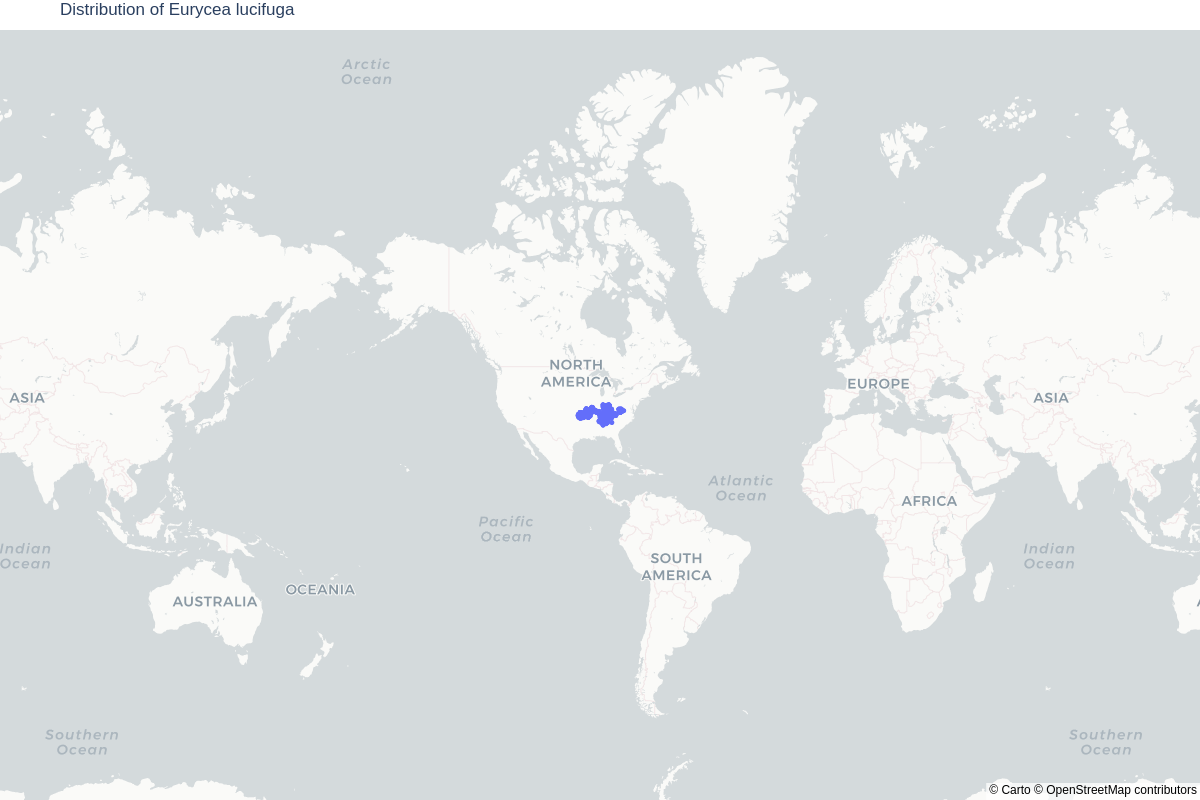 Distribution of Eurycea lucifuga
Arctic
Ocean
NORTH
AMERICA
ASIA
EUROPE
ASIA
Atlantic
Ocean
AFRICA
Pacific
Ocean
Indian
Ocean
Indian
Ocean
SOUTH
AMERICA
OCEANIA
AUSTRALIA
Southern
Ocean
Southern
Ocean
© Carto © OpenStreetMap contributors